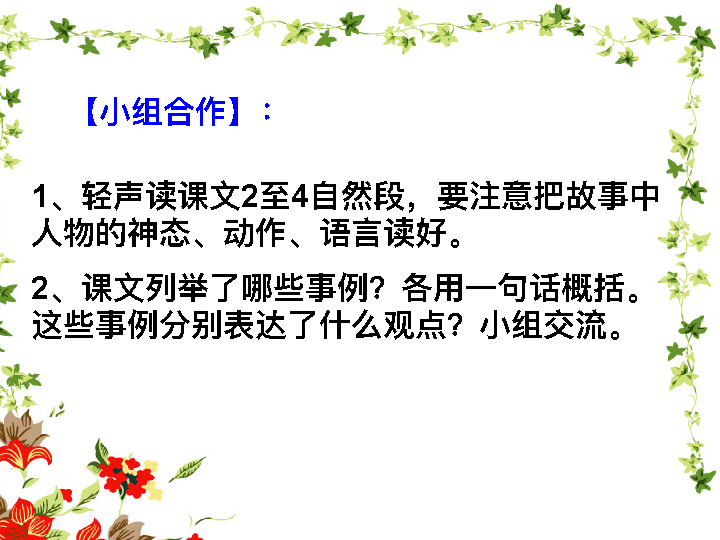 【小组合作】：
1、轻声读课文2至4自然段，要注意把故事中
人物的神态、动作、语言读好。
2、课文列举了哪些事例？各用一句话概括。
这些事例分别表达了什么观点？小组交流。